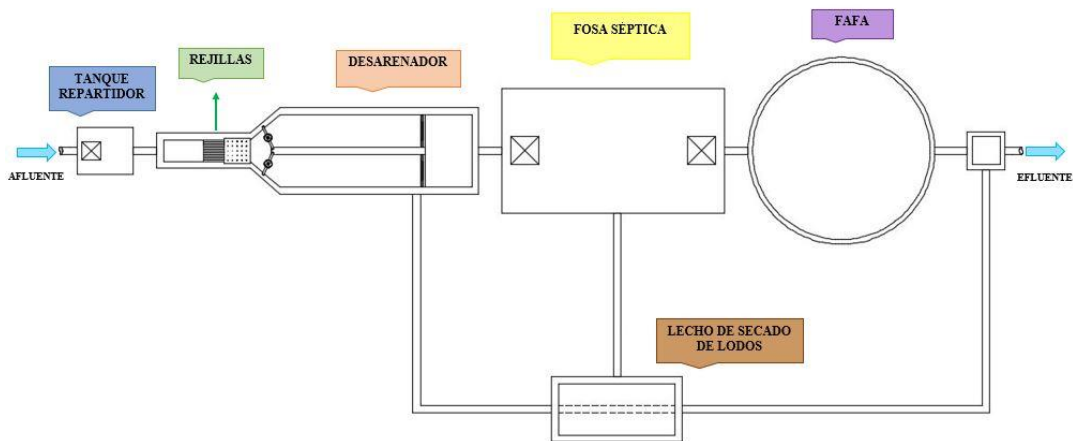 TANQUE
REPARTIDOR
REJILLAS
DESARENADOR
FOSA SÉPTICA
FAFA
AFLUENTE
EFLUENTE
LECHO DE SECADO
DE LODOS